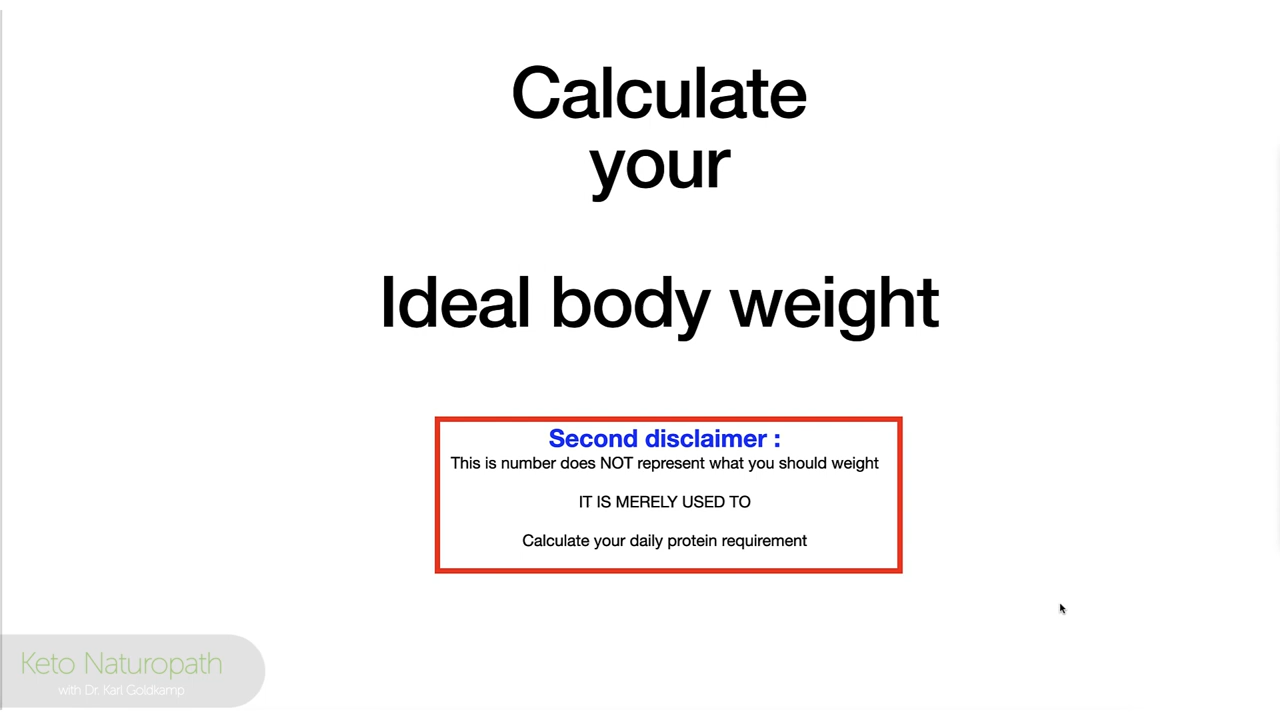 Calculate
your
Ideal body weight
Second disclaimer :
This is number does NOT represent what you should weight
IT IS MERELY USED TO
Calculate your daily protein requirement
Keto Naturopath
with Dr. Karl Goldkamp